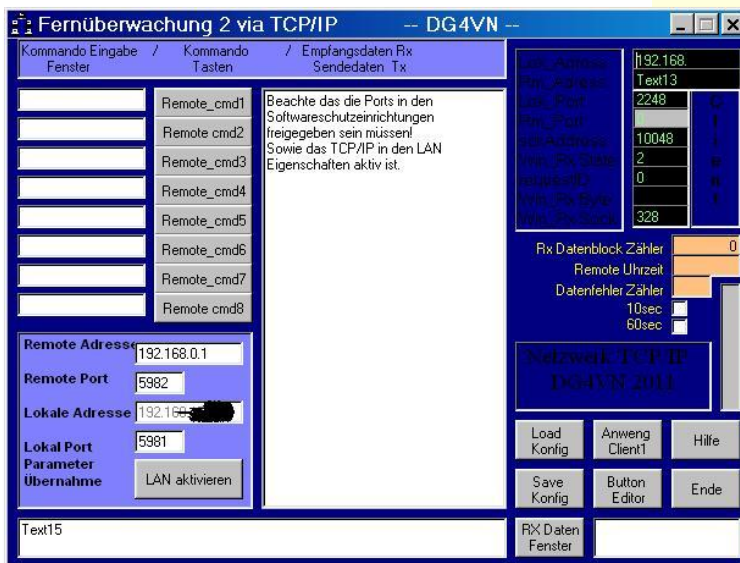 Fernüberwachung 2 via TCP/IP -- DG4VN --
Kommando Eingabe / Kommando / Empfangsdaten Rx
Fenster Tasten Sendedaten Tx
Remote_cmd1
Remote cmd2
Remote_cmd3
Remote_cmd4
Remote_cmd5
Remote_cmd6
Remote_cmd7
Remote cmd8
Beachte das die Ports in den
Softwareschutzeinrichtungen
freigegeben sein müssen!
Sowie das TCP/IP in den LAN
Eigenschaften aktiv ist.
Remote Adresse 192.168.0.1
Remote Port 5982
Lokale Adresse 192.168
Lokal Port 5981
Parameter
Übernahme
LAN aktivieren
Text15
192.168.
Text13
2248
0
10048
2
0
328
Rx Datenblock Zähler 0
Remote Uhrzeit
Datenfehler Zähler
10sec
60sec
Netzwerk TCP IP
DG4VN 2011
Load
Konfig
Anweng
Client1
Hilfe
Save
Konfig
Button
Editor
Ende
RX Daten
Fenster